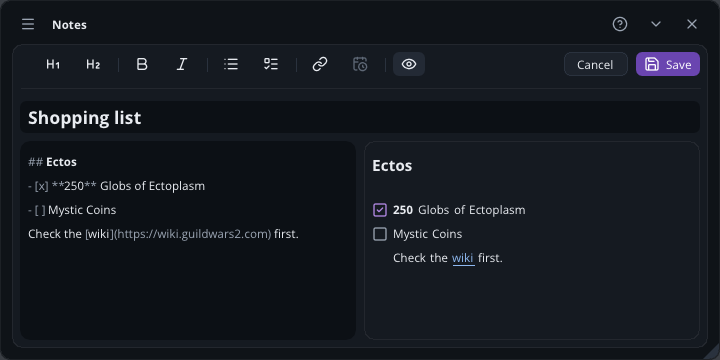 Notes
H1 H2 B I Cancel Save
Shopping list
## Ectos
- [x] **250** Globs of Ectoplasm
- [ ] Mystic Coins
Check the [wiki](https://wiki.guildwars2.com) first.
Ectos
250 Globs of Ectoplasm
Mystic Coins
Check the wiki first.